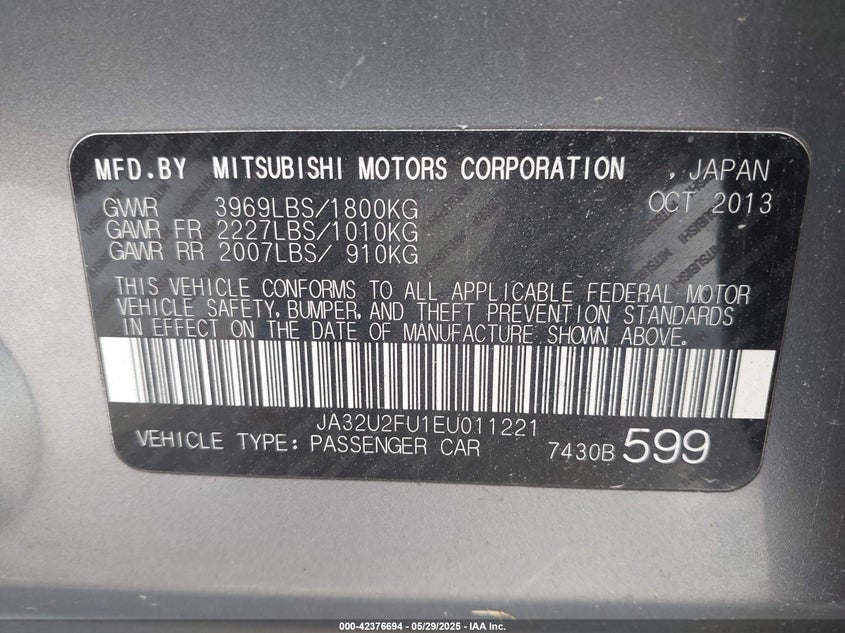 MFD.BY MITSUBISHI MOTORS CORPORATION , JAPAN
OCT 2013
GVWR 3969LBS/1800KG
GAWR FR 2227LBS/1010KG
GAWR RR 2007LBS/ 910KG
THIS VEHICLE CONFORMS TO ALL APPLICABLE FEDERAL MOTOR
VEHICLE SAFETY, BUMPER, AND THEFT PREVENTION STANDARDS
IN EFFECT ON THE DATE OF MANUFACTURE SHOWN ABOVE.
JA32U2FU1EU011221
VEHICLE TYPE: PASSENGER CAR 7430B 599
000-42376694 - 05/29/2025 - IAA Inc.